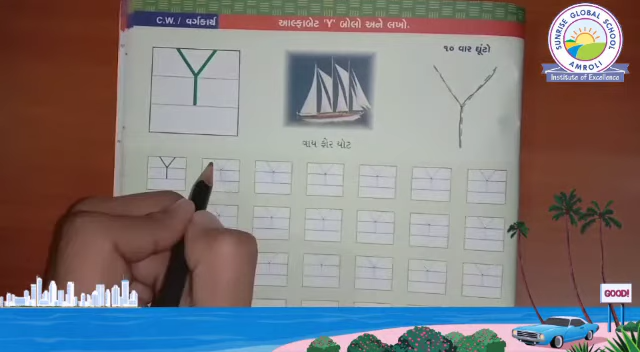 C.W. / વર્ગકાર્ય
આલ્ફાબેટ 'Y' બોલો અને લખો.
SUNRISE GLOBAL SCHOOL
AMROLI
Institute of Excellence
Y
૧૦ વાર ઘૂંટો
Y
વાય ફોર યોટ
Y
GOOD!